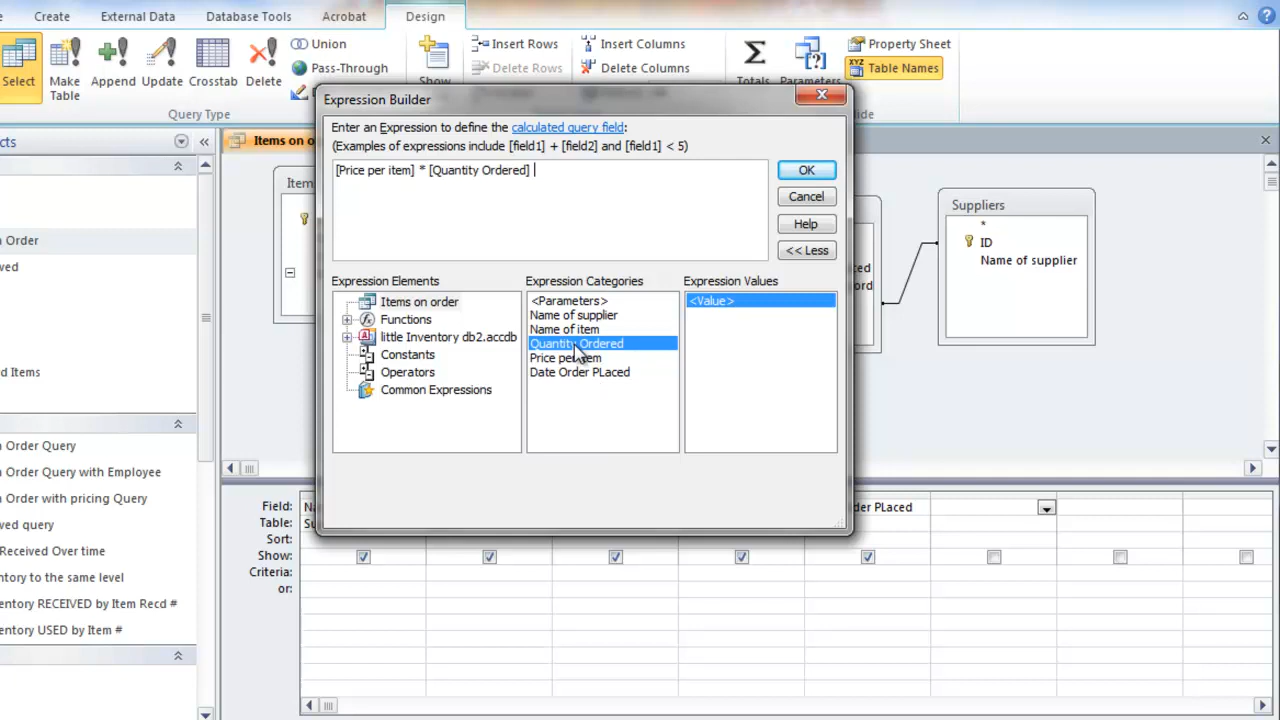 Create External Data Database Tools Acrobat Design
Select
Make Table
Append
Update
Crosstab
Delete
Union
Pass-Through
Show
Insert Rows
Delete Rows
Insert Columns
Delete Columns
Totals
Parameters
Property Sheet
Table Names
Query Type
Expression Builder
Enter an Expression to define the calculated query field:
(Examples of expressions include [field1] + [field2] and [field1] < 5)
[Price per item] * [Quantity Ordered]
OK
Cancel
Help
<< Less
Expression Elements
Items on order
Functions
little Inventory db2.accdb
Constants
Operators
Common Expressions
Expression Categories
<Parameters>
Name of supplier
Name of item
Quantity Ordered
Price per item
Date Order PLaced
Expression Values
<Value>
Items on o
Item
Suppliers
*
ID
Name of supplier
Order
Items
Order Query
Order Query with Employee
Order with pricing Query
query
Received Over time
to the same level
RECEIVED by Item Recd #
USED by Item #
Field:
der PLaced
Table:
Sort:
Show:
Criteria:
or: